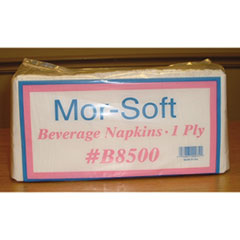 Mor-Soft
Beverage Napkins · 1 Ply
#B8500